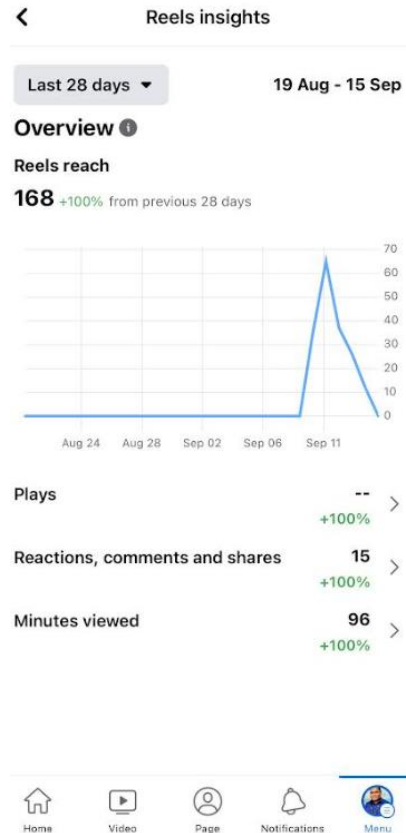 Reels insights
Last 28 days
19 Aug - 15 Sep
Overview
Reels reach
168 +100% from previous 28 days
70
60
50
40
30
20
10
0
Aug 24 Aug 28 Sep 02 Sep 06 Sep 11
Plays --
+100%
Reactions, comments and shares 15
+100%
Minutes viewed 96
+100%
Home Video Page Notifications Menu